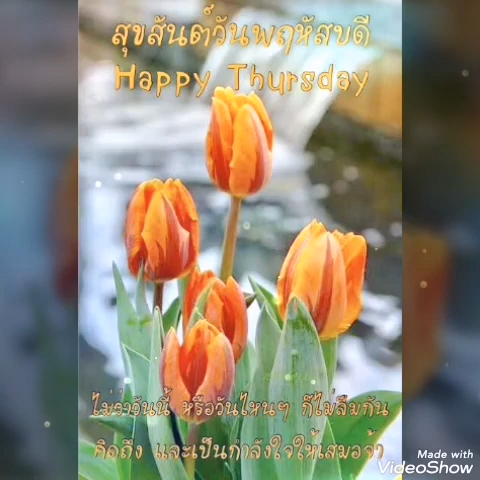 สุขสันต์วันพฤหัสบดี
Happy Thursday
ไม่ว่าวันนี้ หรือวันไหนๆ ก็ไม่ลืมกัน
คิดถึง และเป็นกำลังใจให้เสมอจ้า
Made with
VideoShow